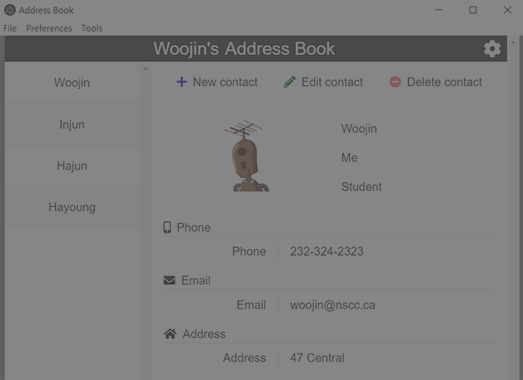 Address Book
File Preferences Tools
Woojin's Address Book
Woojin
Injun
Hajun
Hayoung
New contact Edit contact Delete contact
Woojin
Me
Student
Phone
Phone 232-324-2323
Email
Email woojin@nscc.ca
Address
Address 47 Central